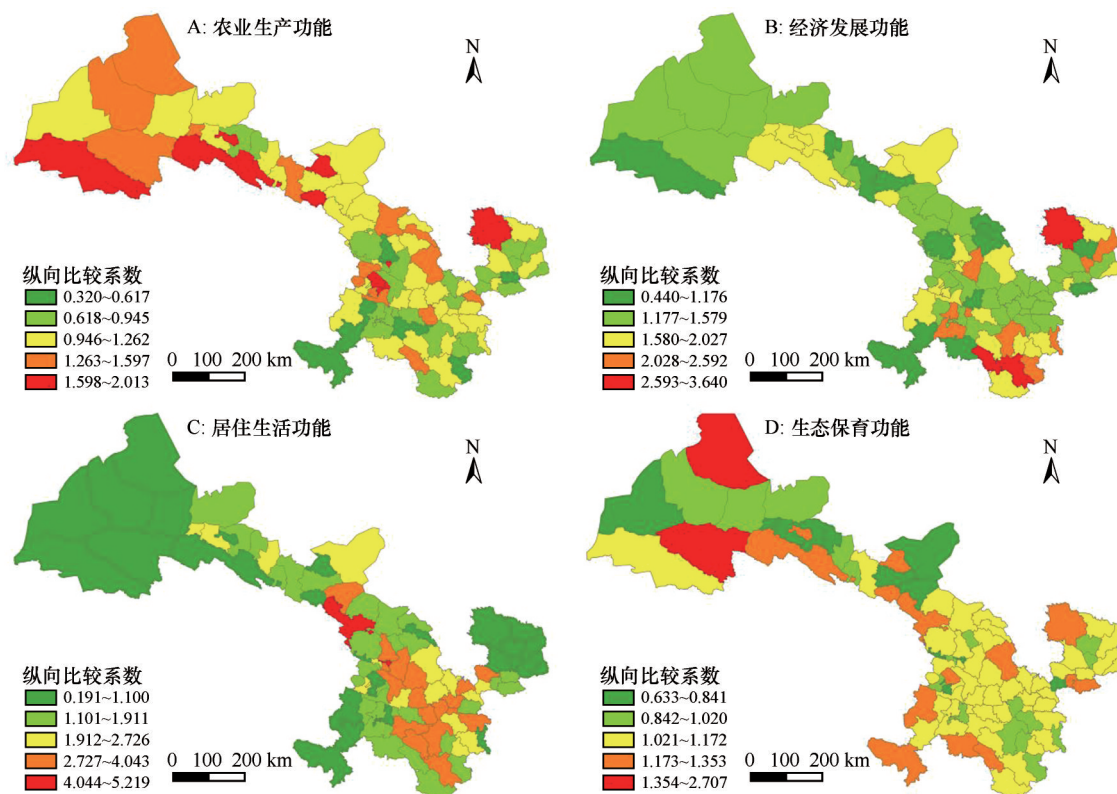 A: 农业生产功能
N
纵向比较系数
0.320~0.617
0.618~0.945
0.946~1.262
1.263~1.597
1.598~2.013
0 100 200 km
B: 经济发展功能
N
纵向比较系数
0.440~1.176
1.177~1.579
1.580~2.027
2.028~2.592
2.593~3.640
0 100 200 km
C: 居住生活功能
N
纵向比较系数
0.191~1.100
1.101~1.911
1.912~2.726
2.727~4.043
4.044~5.219
0 100 200 km
D: 生态保育功能
N
纵向比较系数
0.633~0.841
0.842~1.020
1.021~1.172
1.173~1.353
1.354~2.707
0 100 200 km